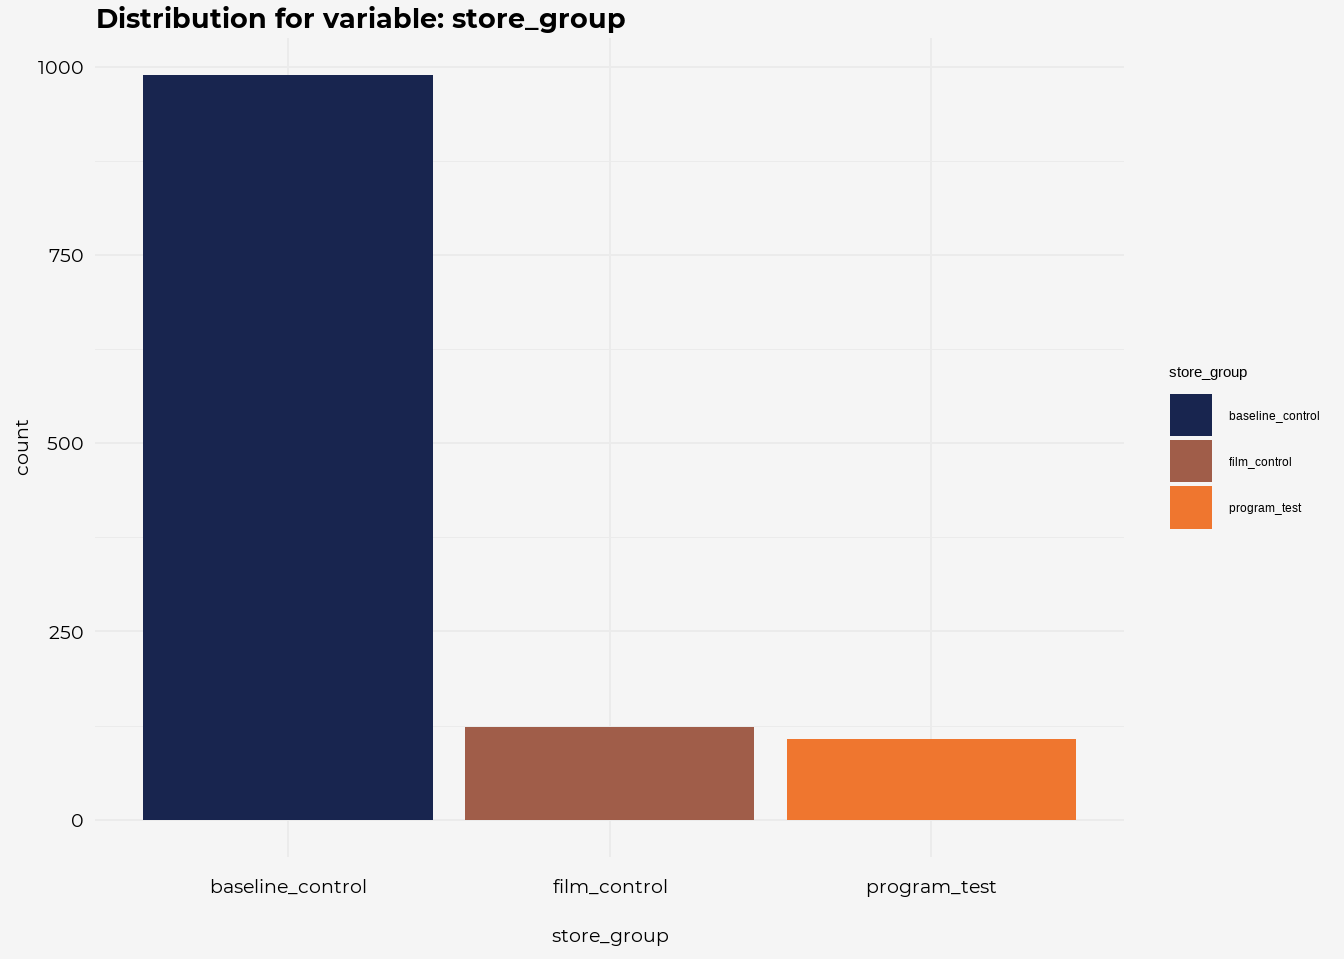 Distribution for variable: store_group
1000
750
500
250
0
count
baseline_control
film_control
program_test
store_group
store_group
baseline_control
film_control
program_test